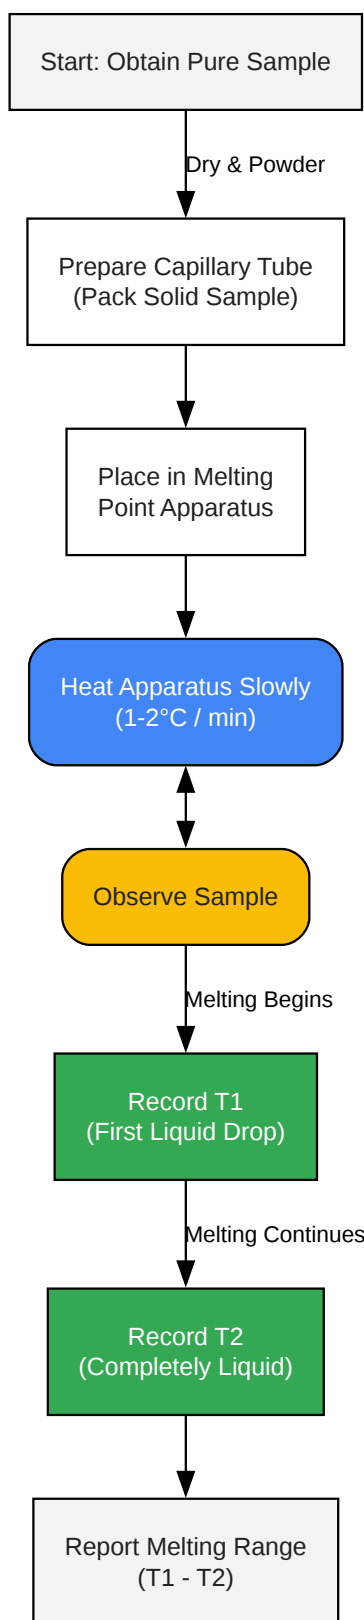 Start: Obtain Pure Sample
Dry & Powder
Prepare Capillary Tube
(Pack Solid Sample)
Place in Melting
Point Apparatus
Heat Apparatus Slowly
(1-2°C / min)
Observe Sample
Melting Begins
Record T1
(First Liquid Drop)
Melting Continues
Record T2
(Completely Liquid)
Report Melting Range
(T1 - T2)